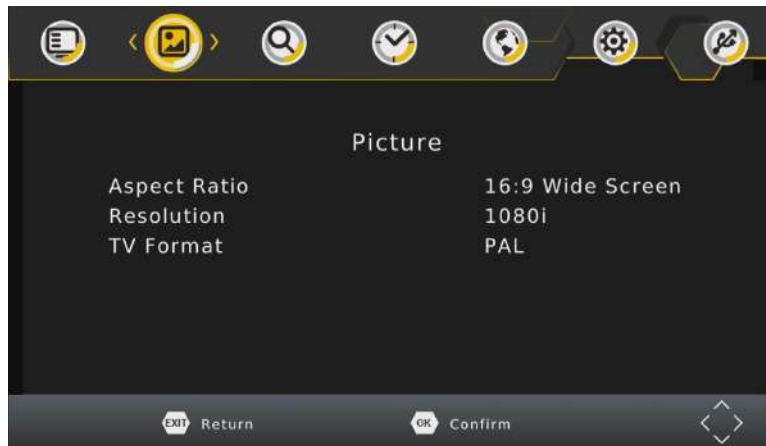 Picture
Aspect Ratio 16:9 Wide Screen
Resolution 1080i
TV Format PAL
EXIT Return OK Confirm